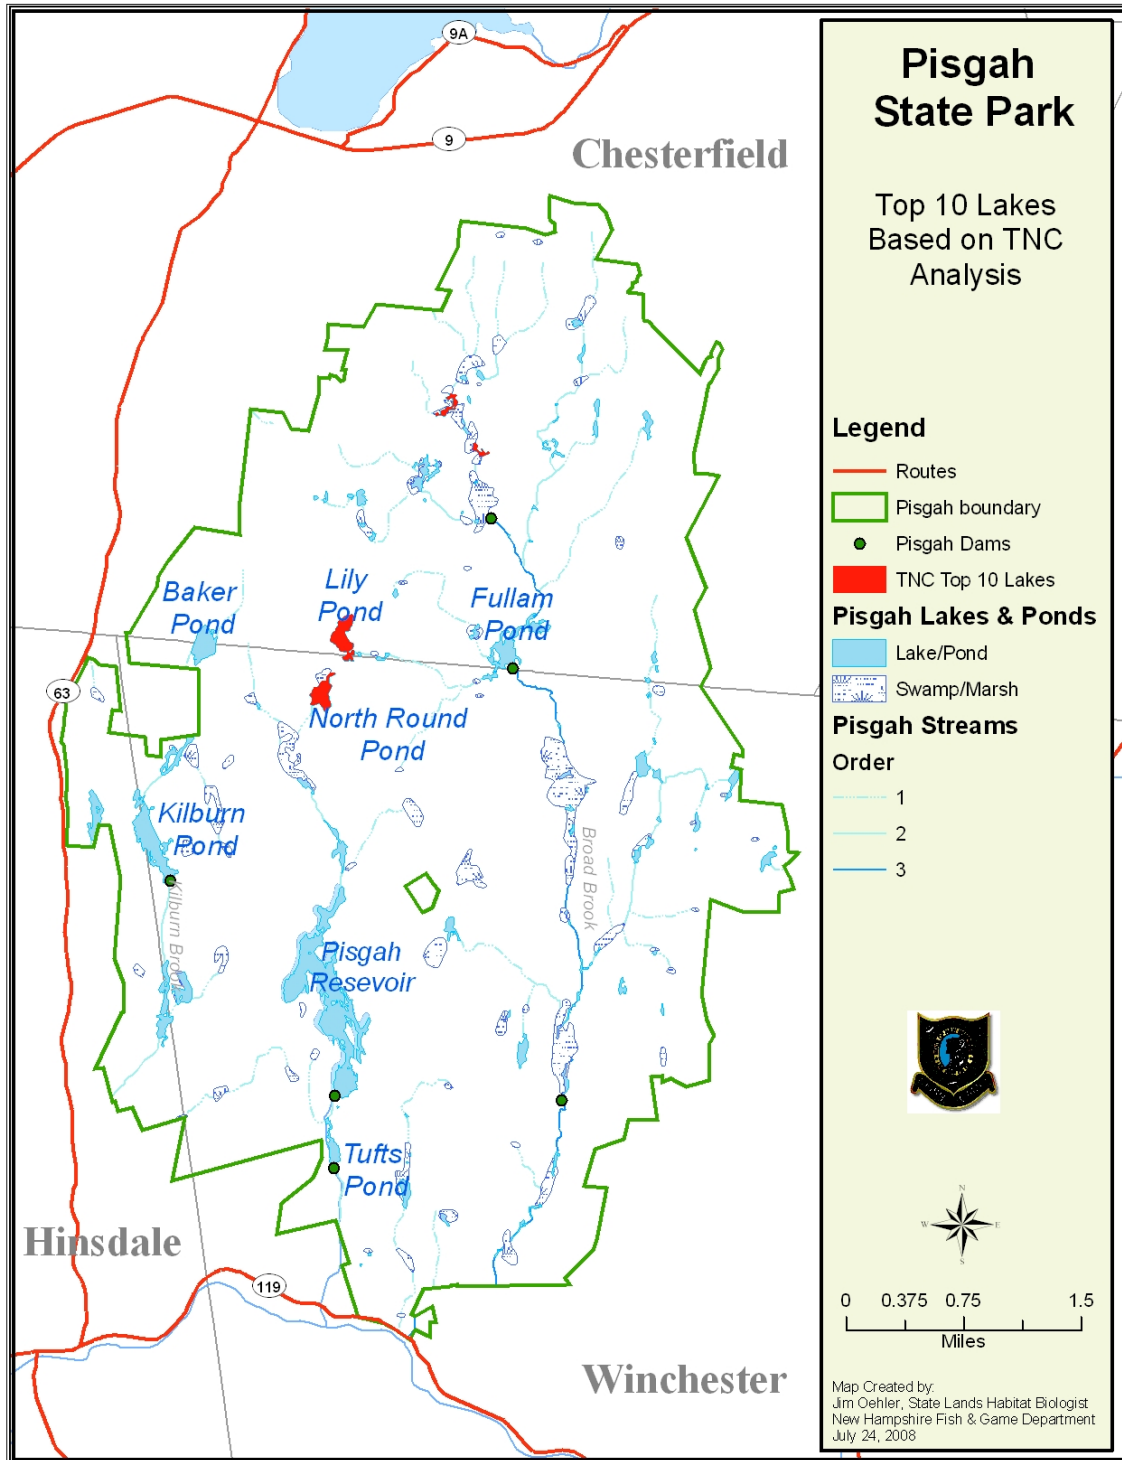 Pisgah
State Park
Top 10 Lakes
Based on TNC
Analysis
Legend
Routes
Pisgah boundary
Pisgah Dams
TNC Top 10 Lakes
Pisgah Lakes & Ponds
Lake/Pond
Swamp/Marsh
Pisgah Streams
Order
1
2
3
N
W E
S
0 0.375 0.75 1.5
Miles
Map Created by:
Jim Oehler, State Lands Habitat Biologist
New Hampshire Fish & Game Department
July 24, 2008
9A
9
Chesterfield
Baker
Pond
Lily
Pond
Fullam
Pond
63
North Round
Pond
Kilburn
Pond
Kilburn Brook
Broad Brook
Pisgah
Resevoir
Tufts
Pond
Hinsdale
119
Winchester